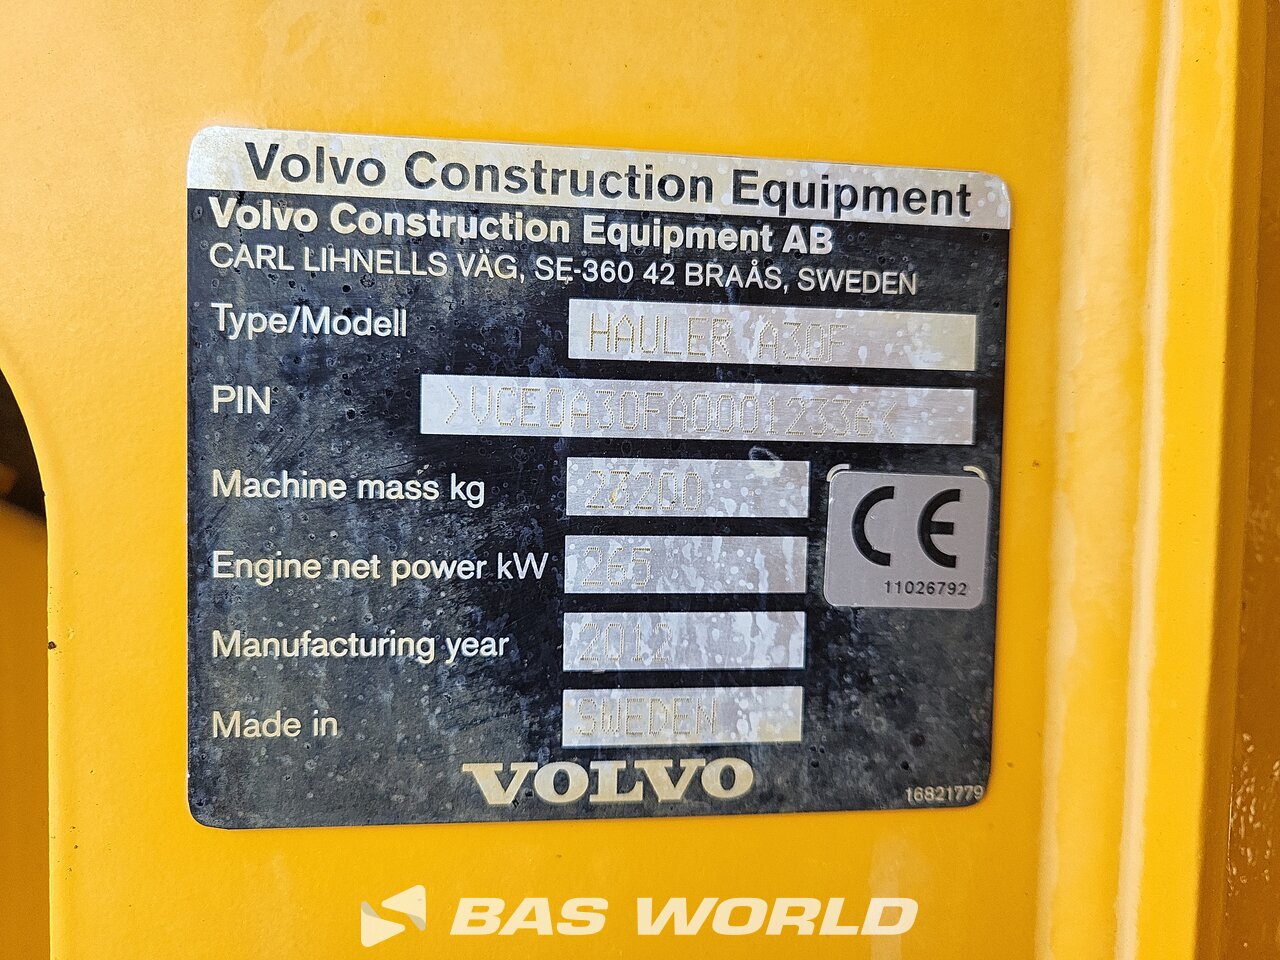 Volvo Construction Equipment
Volvo Construction Equipment AB
CARL LIHNELLS VÄG, SE-360 42 BRAÅS, SWEDEN
Type/Modell HAULER A30F
PIN >VCE0A30FA00012336<
Machine mass kg 27200
Engine net power kW 265
CE
11026792
Manufacturing year 2012
Made in SWEDEN
VOLVO
16821779
BAS WORLD